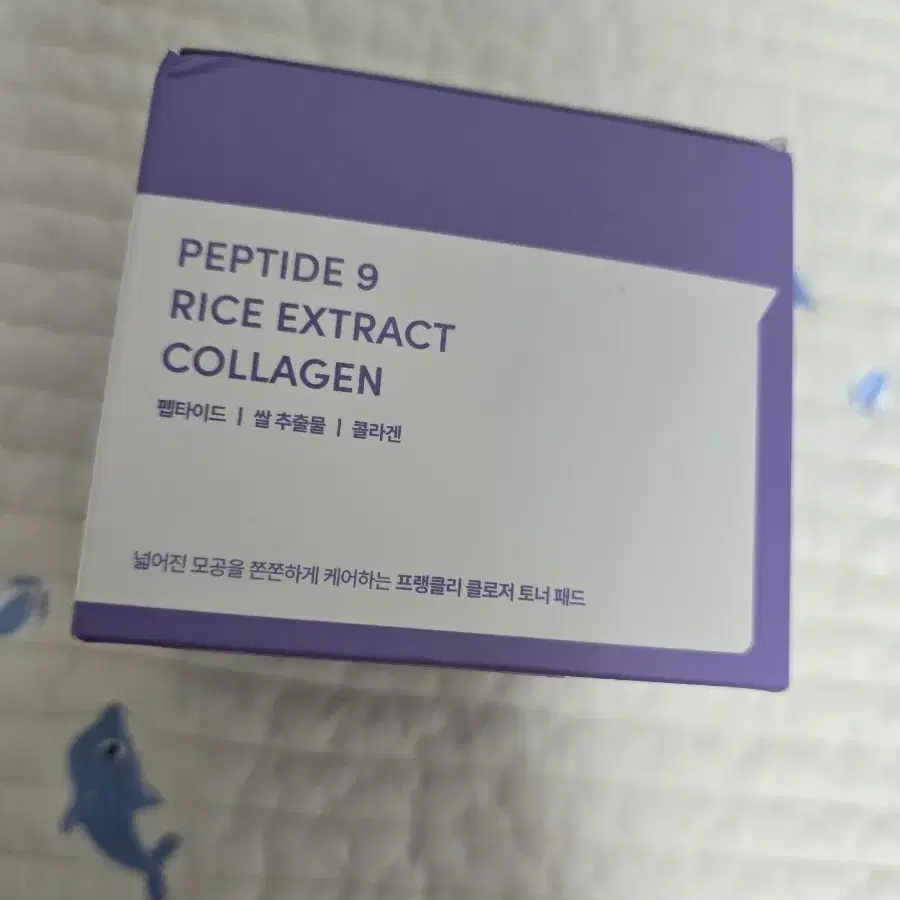 PEPTIDE 9
RICE EXTRACT
COLLAGEN
펩타이드 | 쌀 추출물 | 콜라겐
넓어진 모공을 쫀쫀하게 케어하는 프랭클리 클로저 토너 패드